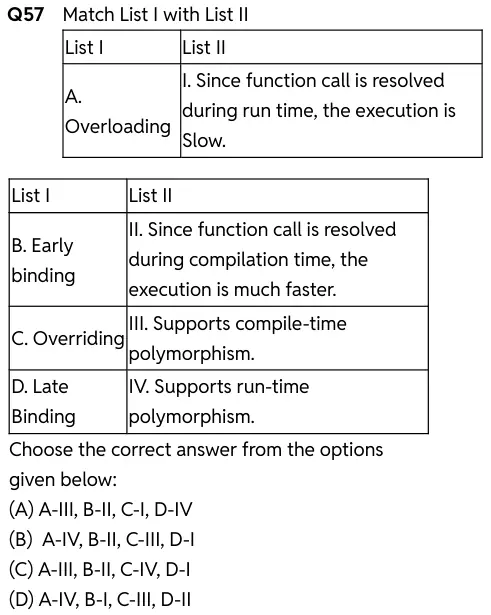 Q57 Match List I with List II
List I List II
A.
Overloading
I. Since function call is resolved
during run time, the execution is
Slow.
List I List II
B. Early
binding
II. Since function call is resolved
during compilation time, the
execution is much faster.
C. Overriding
III. Supports compile-time
polymorphism.
D. Late
Binding
IV. Supports run-time
polymorphism.
Choose the correct answer from the options
given below:
(A) A-III, B-II, C-I, D-IV
(B) A-IV, B-II, C-III, D-I
(C) A-III, B-II, C-IV, D-I
(D) A-IV, B-I, C-III, D-II